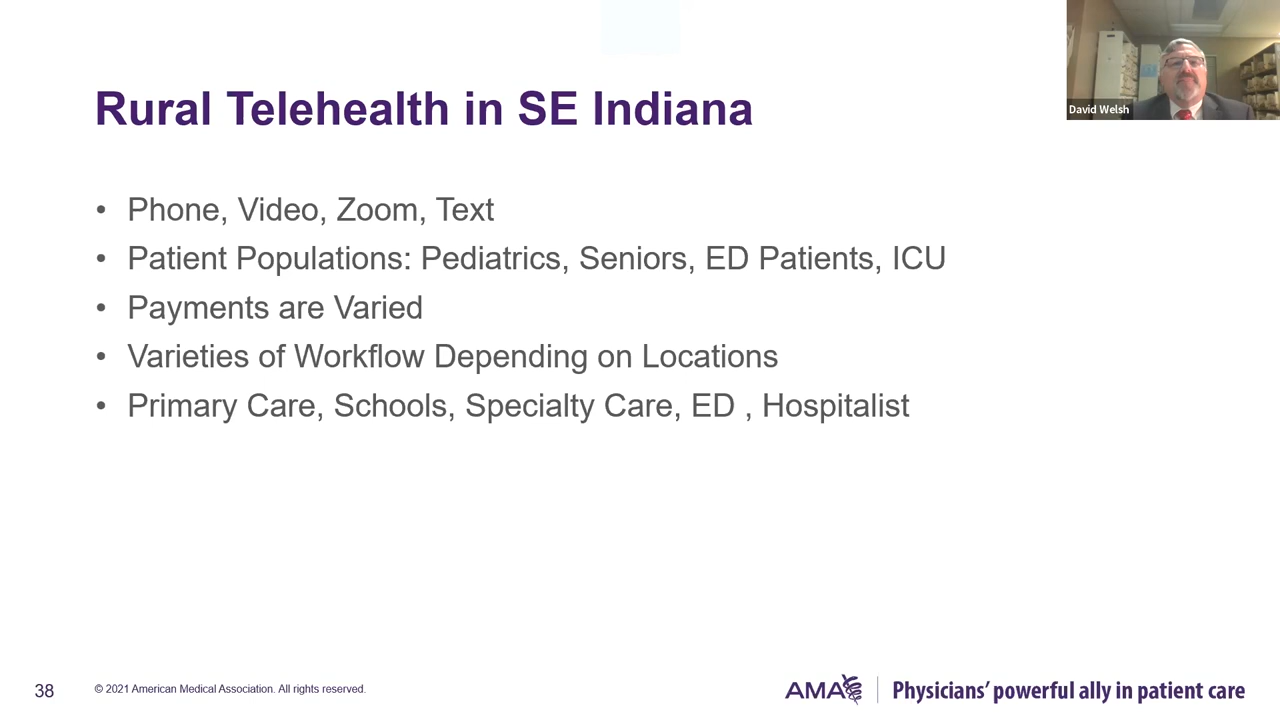 David Welsh
Rural Telehealth in SE Indiana
• Phone, Video, Zoom, Text
• Patient Populations: Pediatrics, Seniors, ED Patients, ICU
• Payments are Varied
• Varieties of Workflow Depending on Locations
• Primary Care, Schools, Specialty Care, ED , Hospitalist
38
© 2021 American Medical Association. All rights reserved.
AMA
Physicians’ powerful ally in patient care